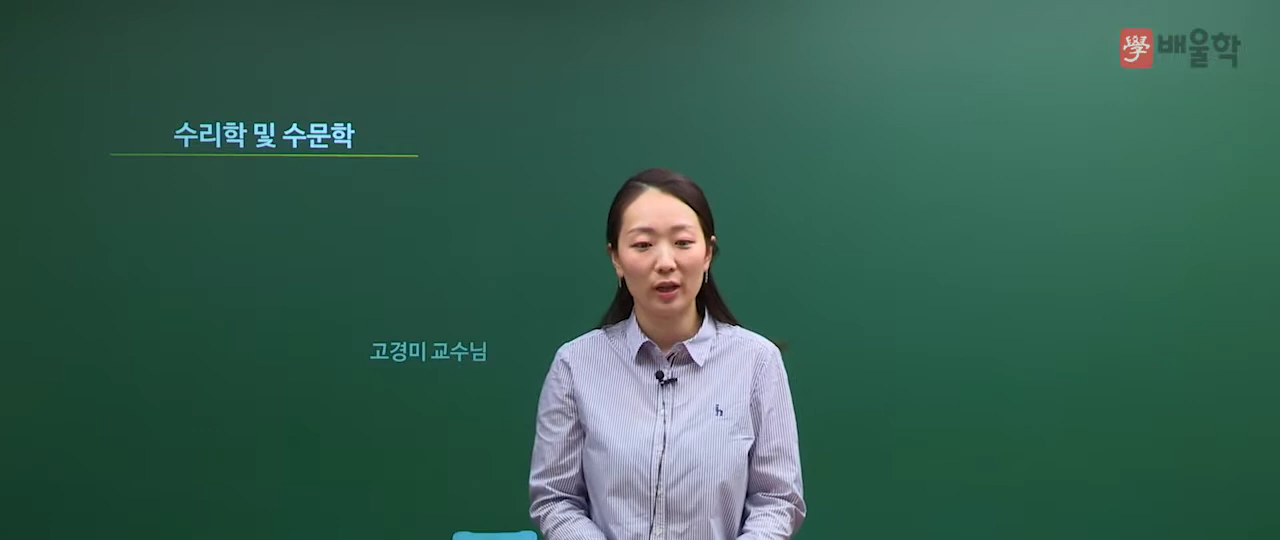 學 배울학
수리학 및 수문학
고경미 교수님